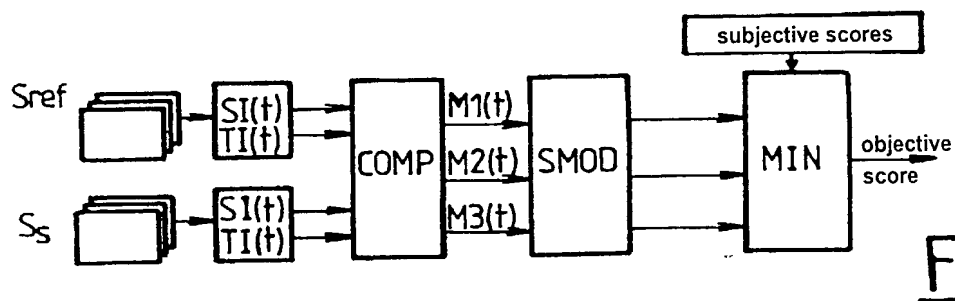 subjective scores
Sref
SI(t)
TI(t)
COMP
M1(t)
M2(t)
M3(t)
SMOD
MIN
objective
score
Ss
SI(t)
TI(t)
F